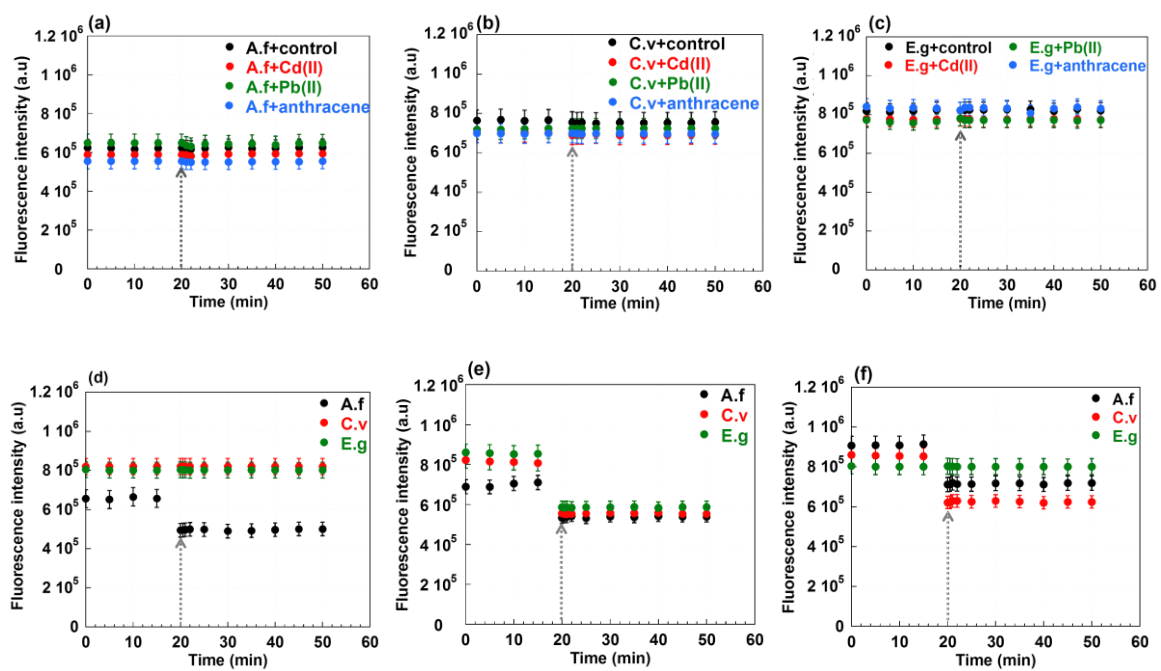 (a)
Fluorescence intensity (a.u)
1.2 10⁶
1 10⁶
8 10⁵
6 10⁵
4 10⁵
2 10⁵
0
A.f+control
A.f+Cd(II)
A.f+Pb(II)
A.f+anthracene
0 10 20 30 40 50 60
Time (min)
(b)
Fluorescence intensity (a.u)
1.2 10⁶
1 10⁶
8 10⁵
6 10⁵
4 10⁵
2 10⁵
0
C.v+control
C.v+Cd(II)
C.v+Pb(II)
C.v+anthracene
0 10 20 30 40 50 60
Time (min)
(c)
Fluorescence intensity (a.u)
1.2 10⁶
1 10⁶
8 10⁵
6 10⁵
4 10⁵
2 10⁵
0
E.g+control E.g+Pb(II)
E.g+Cd(II) E.g+anthracene
0 10 20 30 40 50 60
Time (min)
(d)
Fluorescence intensity (a.u)
1.2 10⁶
1 10⁶
8 10⁵
6 10⁵
4 10⁵
2 10⁵
0
A.f
C.v
E.g
0 10 20 30 40 50 60
Time (min)
(e)
Fluorescence intensity (a.u)
1.2 10⁶
1 10⁶
8 10⁵
6 10⁵
4 10⁵
2 10⁵
0
A.f
C.v
E.g
0 10 20 30 40 50 60
Time (min)
(f)
Fluorescence intensity (a.u)
1.2 10⁶
1 10⁶
8 10⁵
6 10⁵
4 10⁵
2 10⁵
0
A.f
C.v
E.g
0 10 20 30 40 50 60
Time (min)